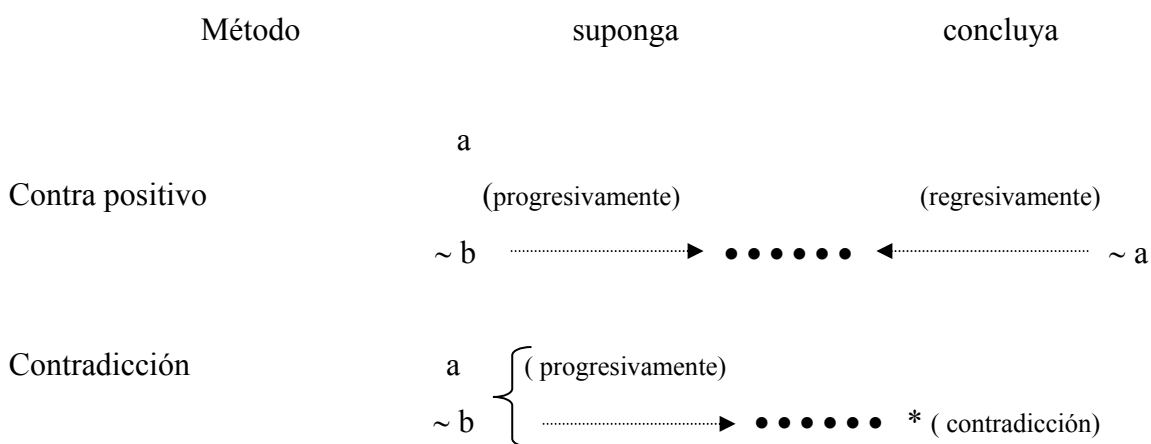 Método suponga concluya
a
Contra positivo (progresivamente) (regresivamente)
~ b ~ a
Contradicción a ( progresivamente)
~ b * ( contradicción)